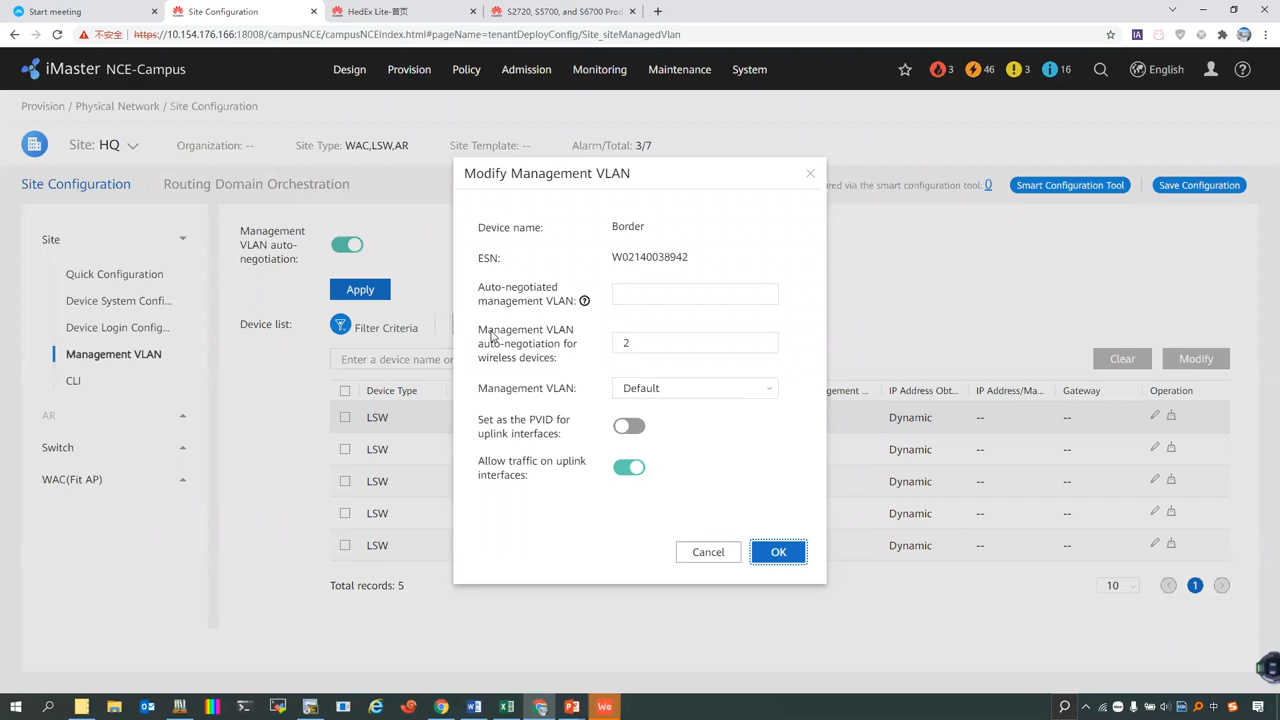 Start meeting
Site Configuration
HedEx Lite-首页
S2720, S5700, and S6700 Prod
不安全
https://10.154.176.166:18008/campusNCE/campusNCEIndex.html#pageName=tenantDeployConfig/Site_siteManagedVlan
iMaster NCE-Campus
Design
Provision
Policy
Admission
Monitoring
Maintenance
System
3
46
3
16
English
Provision / Physical Network / Site Configuration
Site: HQ
Organization: --
Site Type: WAC,LSW,AR
Site Template: --
Alarm/Total: 3/7
Site Configuration
Routing Domain Orchestration
red via the smart configuration tool: 0
Smart Configuration Tool
Save Configuration
Site
Quick Configuration
Device System Confi...
Device Login Config...
Management VLAN
CLI
AR
Switch
WAC(Fit AP)
Management
VLAN auto-
negotiation:
Apply
Device list:
Filter Criteria
Enter a device name or
Clear
Modify
Device Type
gement ...
IP Address Obt...
IP Address/Ma...
Gateway
Operation
LSW
Dynamic
--
--
LSW
Dynamic
--
--
LSW
Dynamic
--
--
LSW
Dynamic
--
--
LSW
Dynamic
--
--
Total records: 5
10
1
Modify Management VLAN
Device name:
Border
ESN:
W02140038942
Auto-negotiated
management VLAN:
Management VLAN
auto-negotiation for
wireless devices:
2
Management VLAN:
Default
Set as the PVID for
uplink interfaces:
Allow traffic on uplink
interfaces:
Cancel
OK
We
中